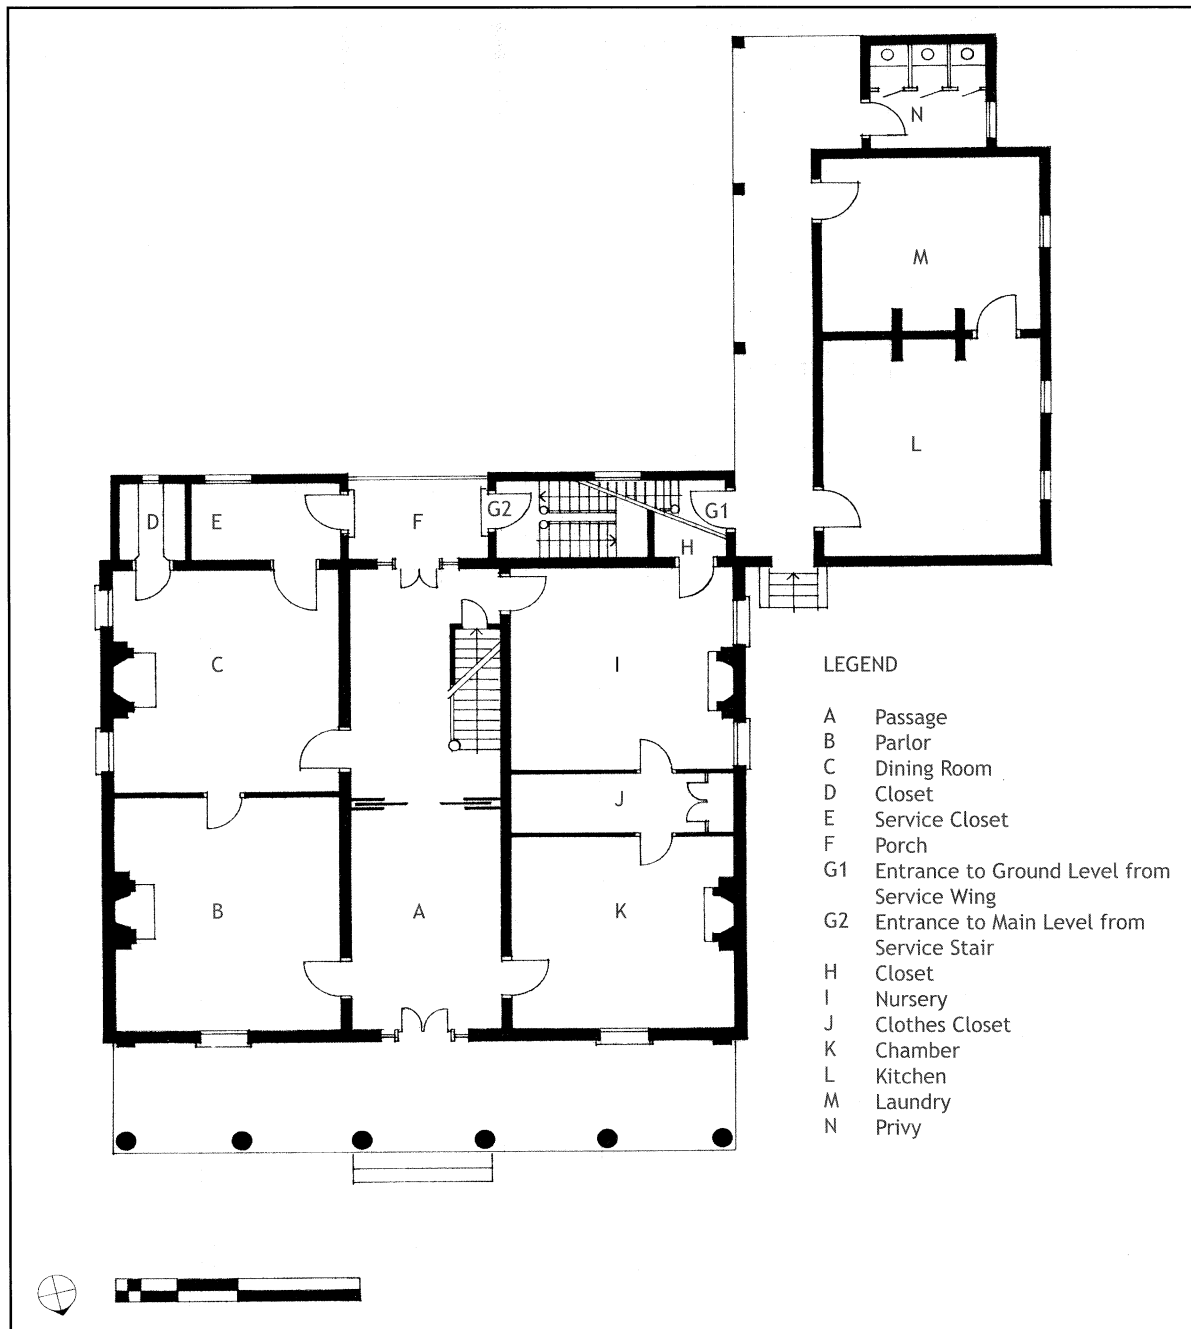 N
M
L
D
E
F
G2
G1
H
C
I
J
B
A
K
LEGEND
A Passage
B Parlor
C Dining Room
D Closet
E Service Closet
F Porch
G1 Entrance to Ground Level from
Service Wing
G2 Entrance to Main Level from
Service Stair
H Closet
I Nursery
J Clothes Closet
K Chamber
L Kitchen
M Laundry
N Privy